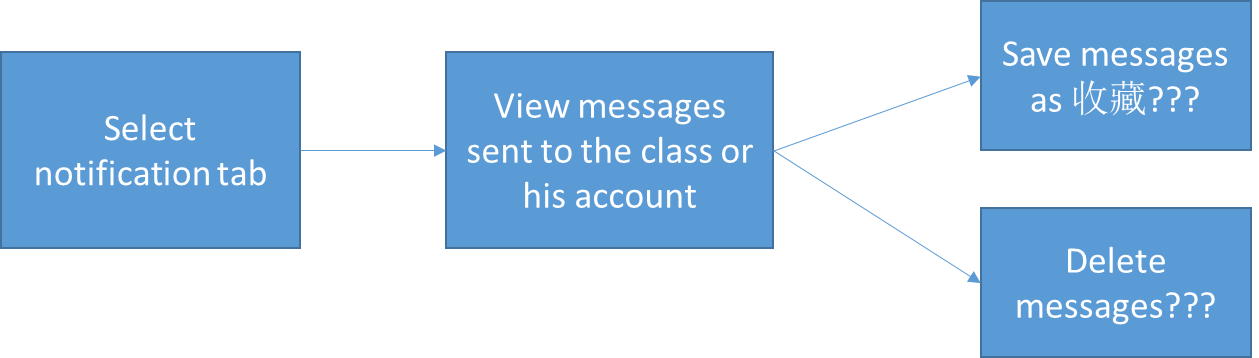 Select
notification tab
View messages
sent to the class or
his account
Save messages
as 收藏???
Delete
messages???